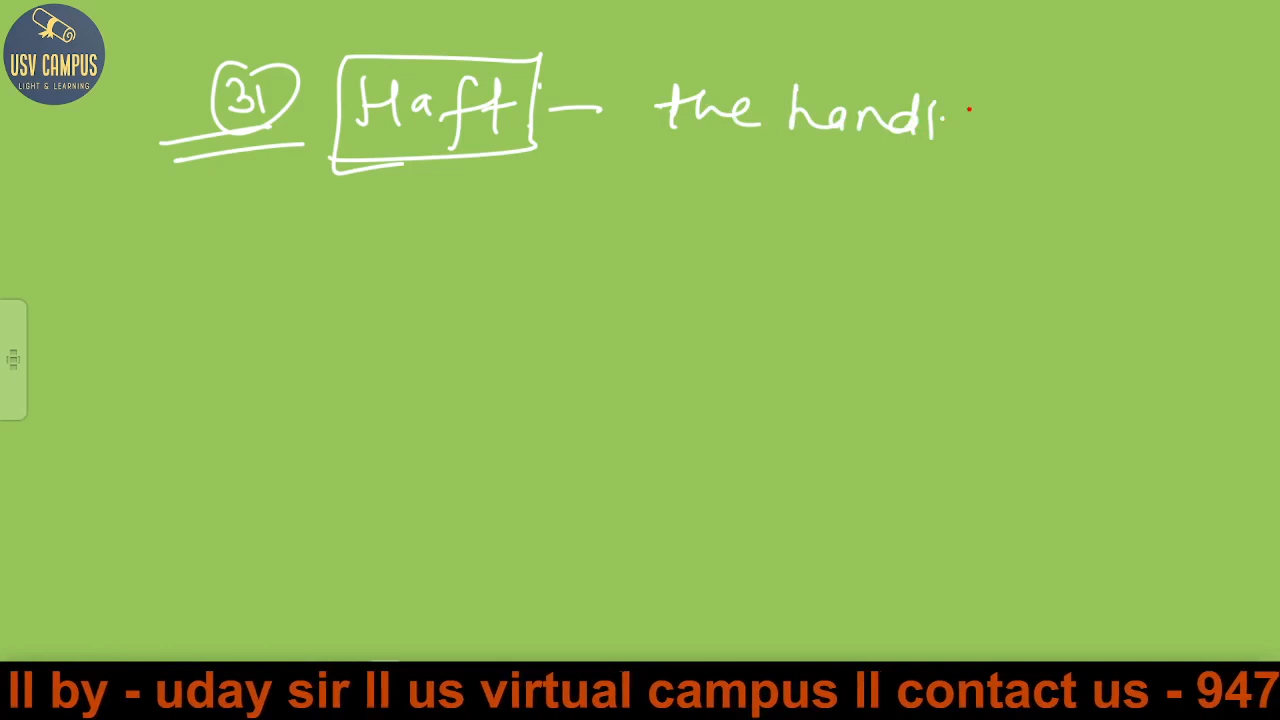 USV CAMPUS
LIGHT & LEARNING
31 Haft — the handl
ll by - uday sir ll us virtual campus ll contact us - 947